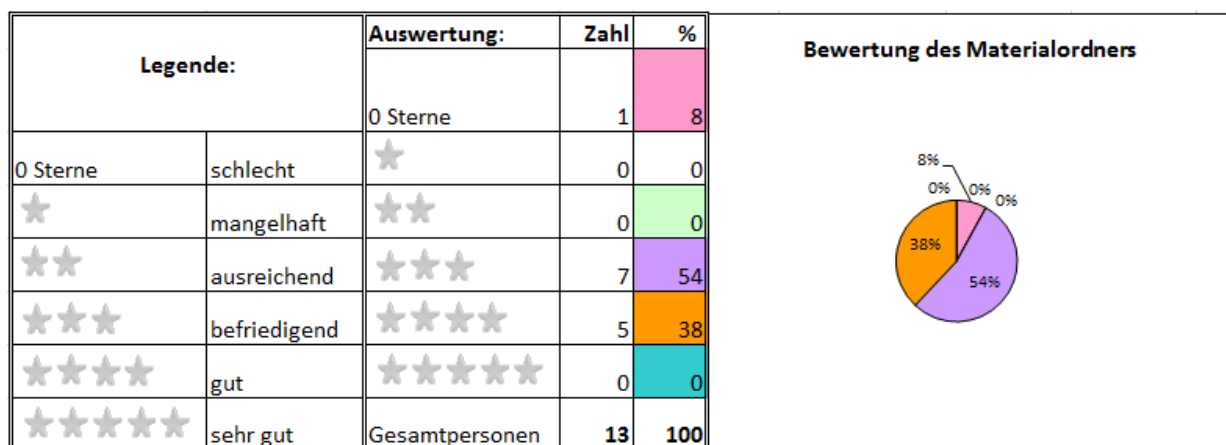 Legende:
Auswertung: Zahl %
0 Sterne 1 8
0 Sterne schlecht 0 0
mangelhaft 0 0
ausreichend 7 54
befriedigend 5 38
gut 0 0
sehr gut Gesamtpersonen 13 100
Bewertung des Materialordners
8%
0% 0% 0%
38%
54%